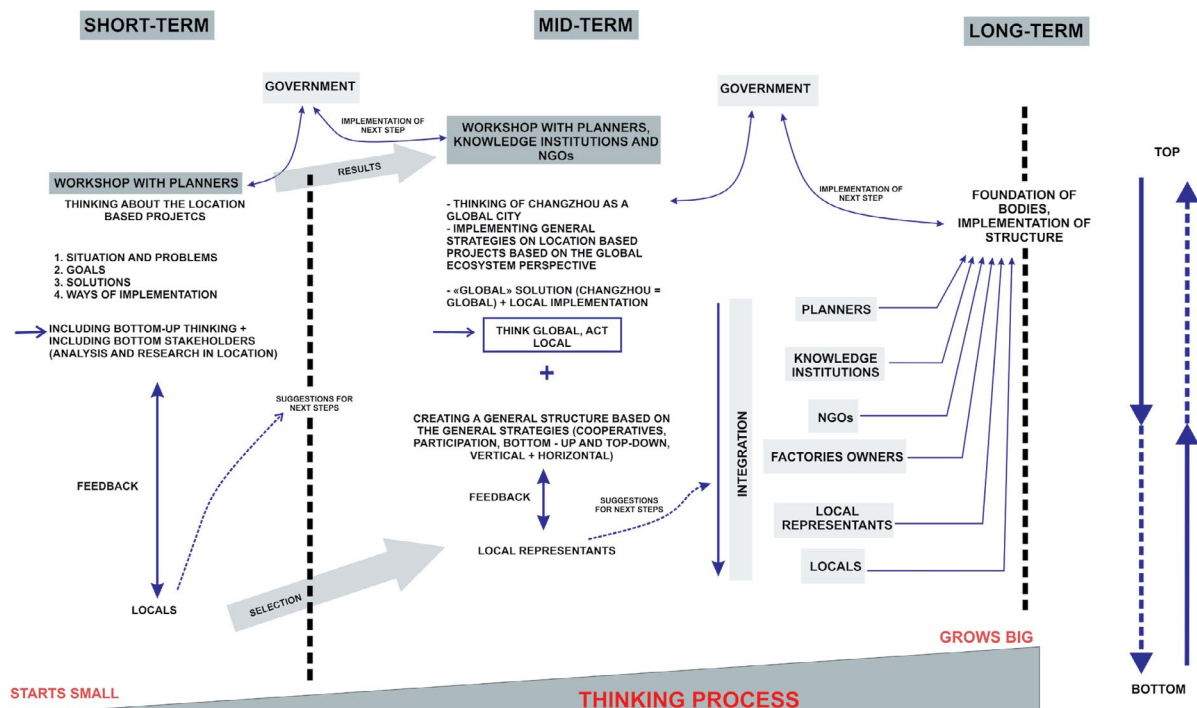 SHORT-TERM
MID-TERM
LONG-TERM
GOVERNMENT
IMPLEMENTATION OF
NEXT STEP
WORKSHOP WITH PLANNERS
RESULTS
THINKING ABOUT THE LOCATION
BASED PROJETCS
1. SITUATION AND PROBLEMS
2. GOALS
3. SOLUTIONS
4. WAYS OF IMPLEMENTATION
INCLUDING BOTTOM-UP THINKING +
INCLUDING BOTTOM STAKEHOLDERS
(ANALYSIS AND RESEARCH IN LOCATION)
SUGGESTIONS FOR
NEXT STEPS
FEEDBACK
LOCALS
SELECTION
WORKSHOP WITH PLANNERS,
KNOWLEDGE INSTITUTIONS AND
NGOs
- THINKING OF CHANGZHOU AS A
GLOBAL CITY
- IMPLEMENTING GENERAL
STRATEGIES ON LOCATION BASED
PROJECTS BASED ON THE GLOBAL
ECOSYSTEM PERSPECTIVE
- «GLOBAL» SOLUTION (CHANGZHOU =
GLOBAL) + LOCAL IMPLEMENTATION
THINK GLOBAL, ACT
LOCAL
+
CREATING A GENERAL STRUCTURE BASED ON
THE GENERAL STRATEGIES (COOPERATIVES,
PARTICIPATION, BOTTOM - UP AND TOP-DOWN,
VERTICAL + HORIZONTAL)
FEEDBACK
SUGGESTIONS
FOR NEXT STEPS
LOCAL REPRESENTANTS
GOVERNMENT
IMPLEMENTATION OF
NEXT STEP
FOUNDATION OF
BODIES,
IMPLEMENTATION OF
STRUCTURE
INTEGRATION
PLANNERS
KNOWLEDGE
INSTITUTIONS
NGOs
FACTORIES OWNERS
LOCAL
REPRESENTANTS
LOCALS
TOP
BOTTOM
STARTS SMALL
THINKING PROCESS
GROWS BIG